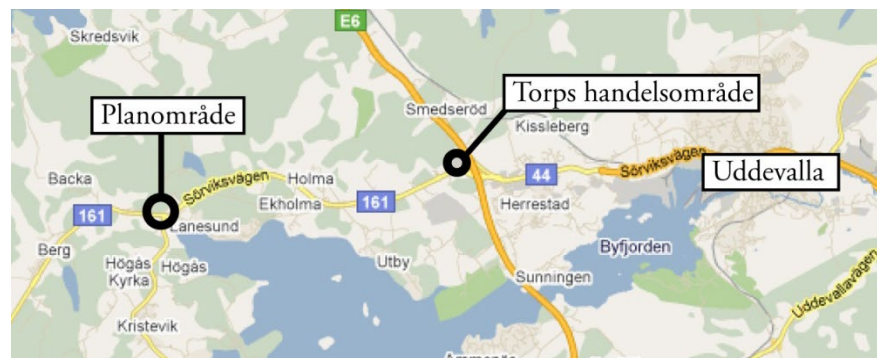 E6
Skredsvik
Torps handelsområde
Planområde
Smedseröd
Kissleberg
Sörviksvägen
Uddevalla
Backa
Sörviksvägen
Holma
44
161
Ekholma
161
Herrestad
Lanesund
Berg
Byfjorden
Högås
Kyrka
Högås
Utby
Sunningen
Uddevallavägen
Kristevik